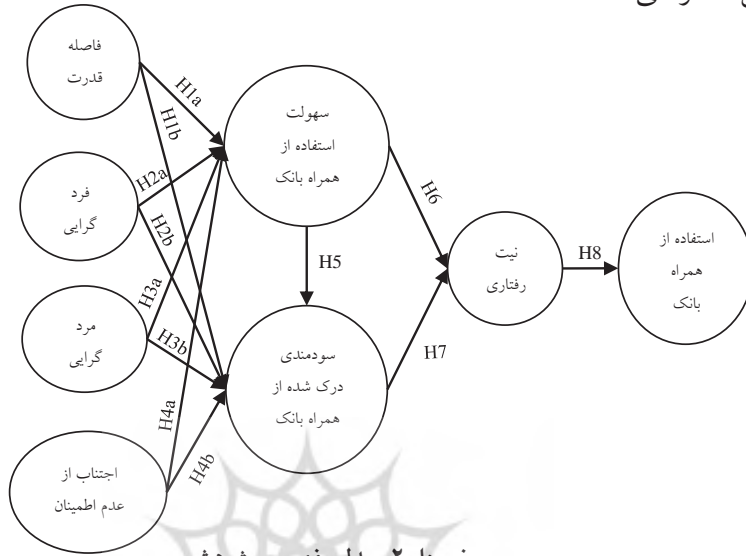 فاصله
قدرت
فرد
گرایی
مرد
گرایی
اجتناب از
عدم اطمینان
H1a
H1b
H2a
H2b
H3a
H3b
H4a
H4b
سهولت
استفاده از
همراه بانک
H5
سودمندی
درک شده از
همراه بانک
H6
H7
نیت
رفتاری
H8
استفاده از
همراه
بانک